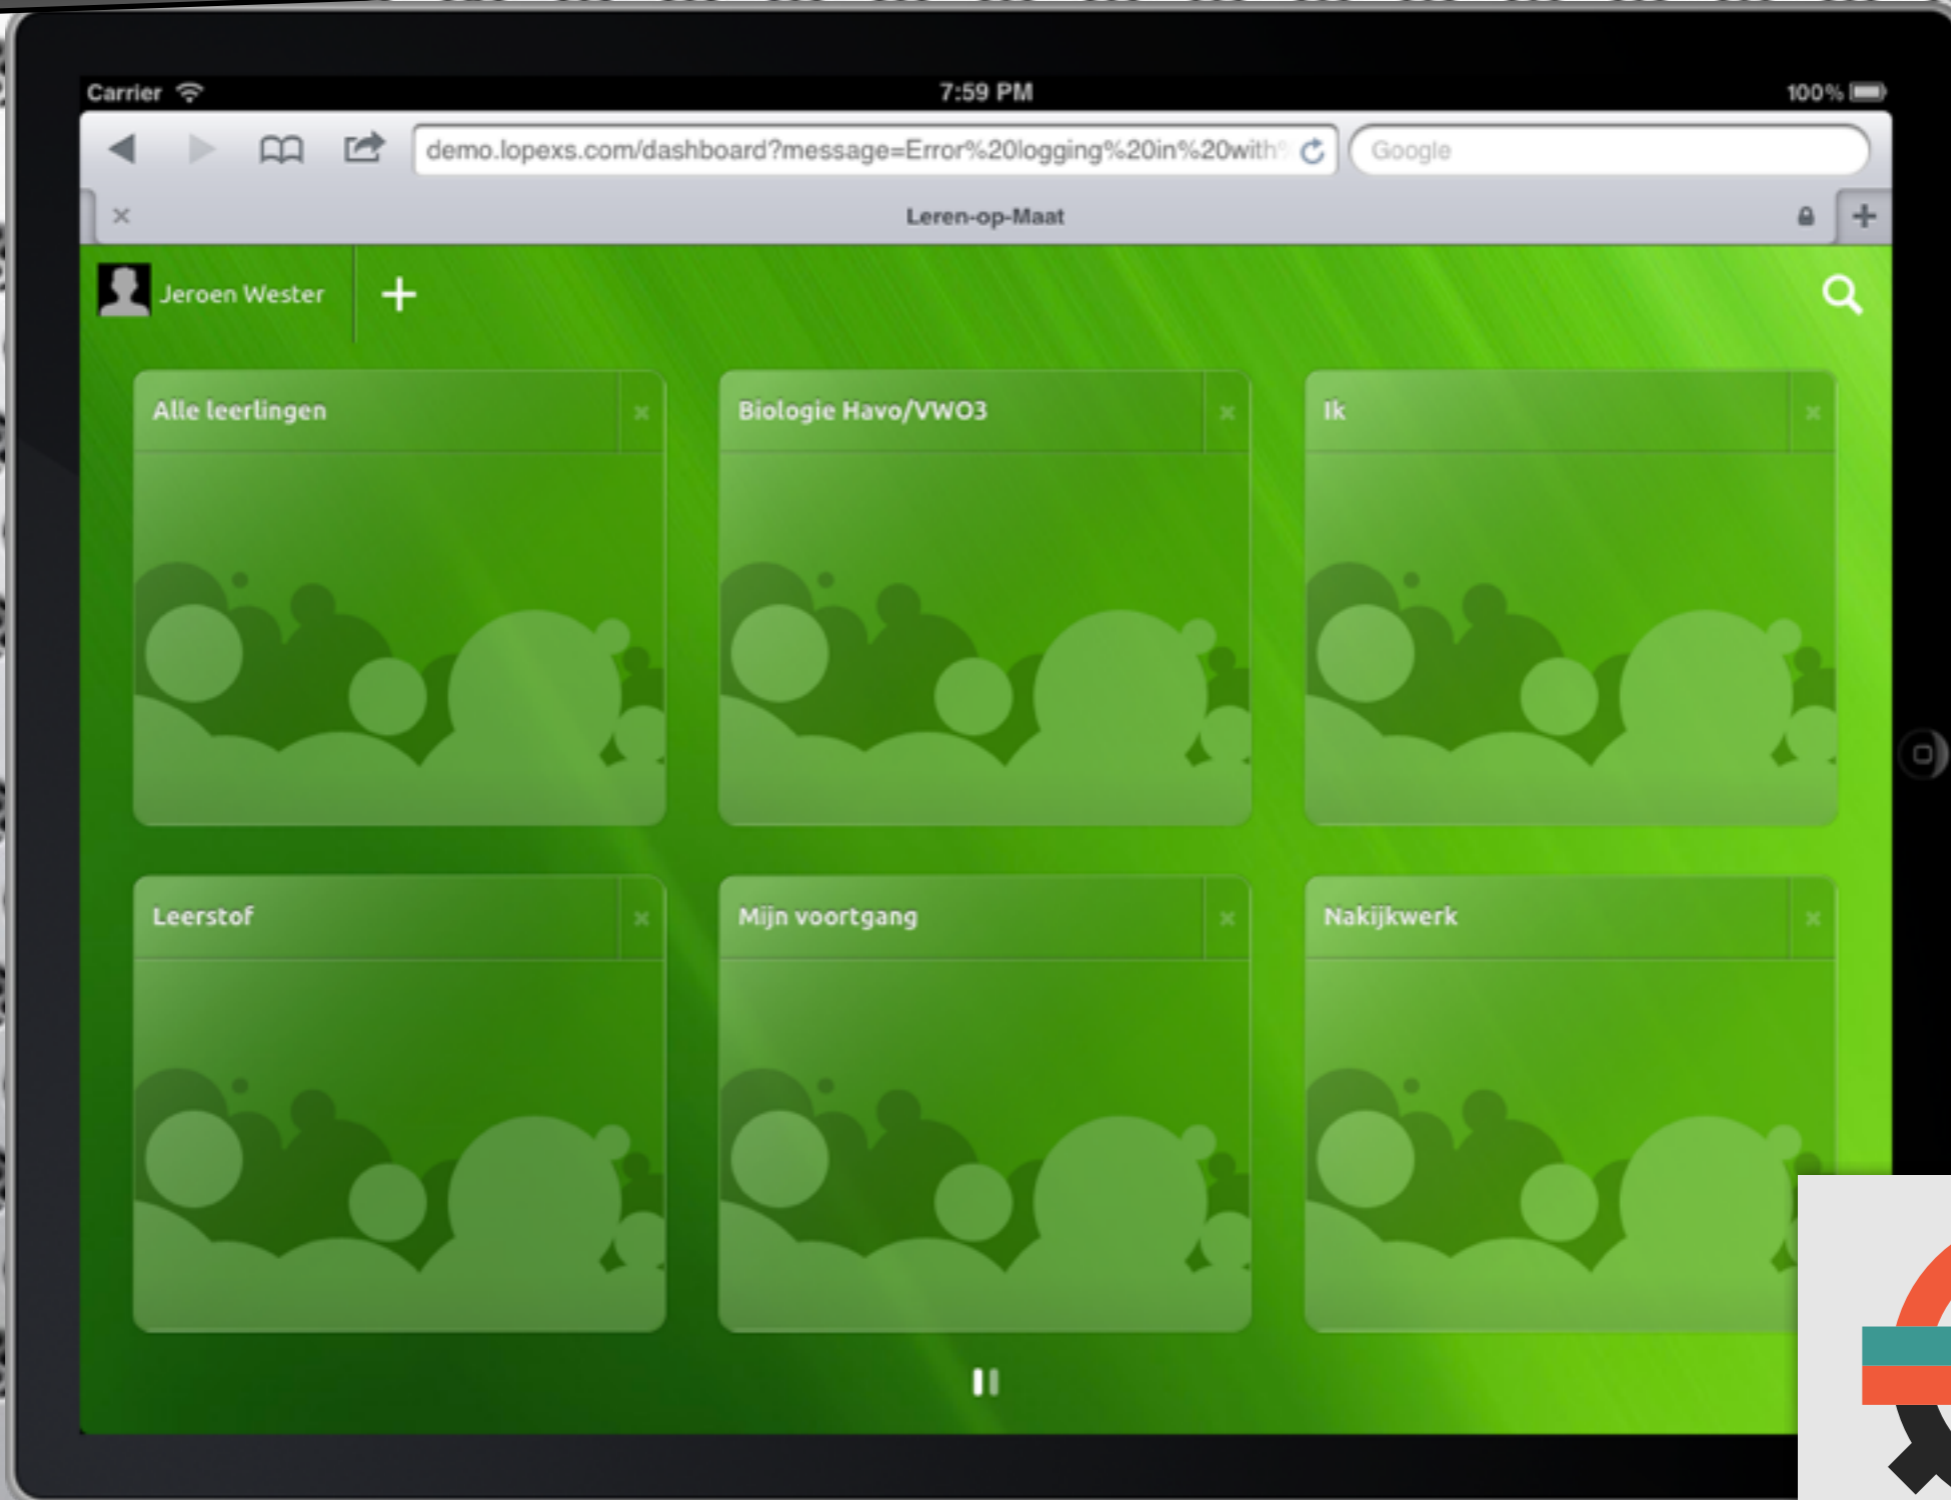 Carrier 7:59 PM 100%
demo.lopexs.com/dashboard?message=Error%20logging%20in%20with% Google
Leren-op-Maat
Jeroen Wester
Alle leerlingen Biologie Havo/VWO3 Ik
Leerstof Mijn voortgang Nakijkwerk